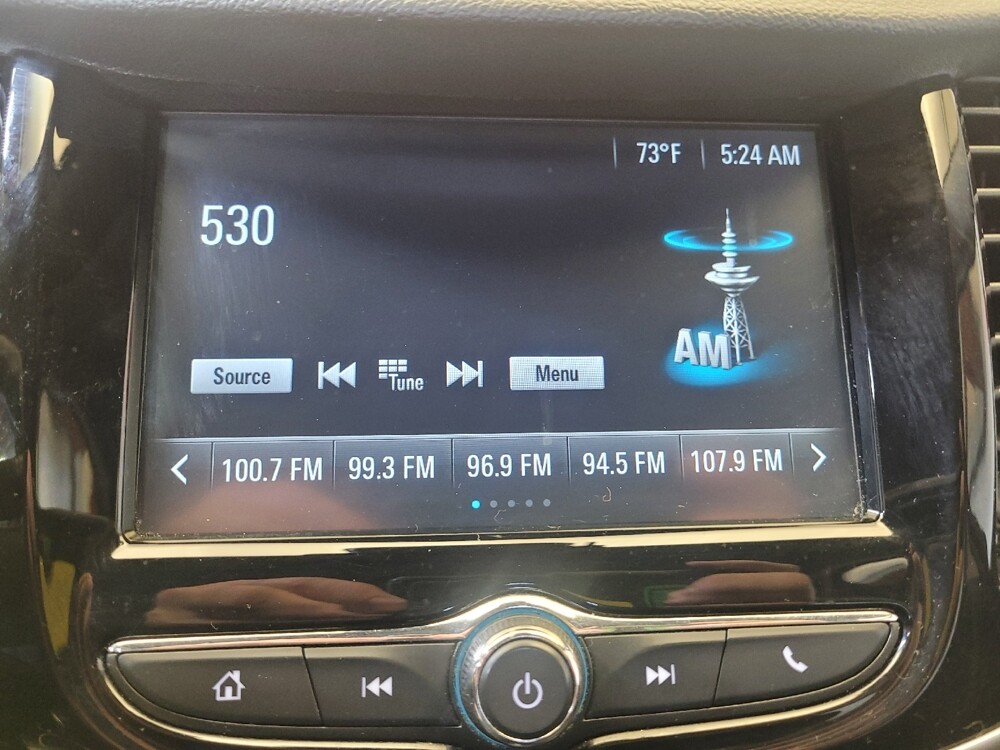 73°F 5:24 AM
530
AM
Source Tune Menu
100.7 FM 99.3 FM 96.9 FM 94.5 FM 107.9 FM